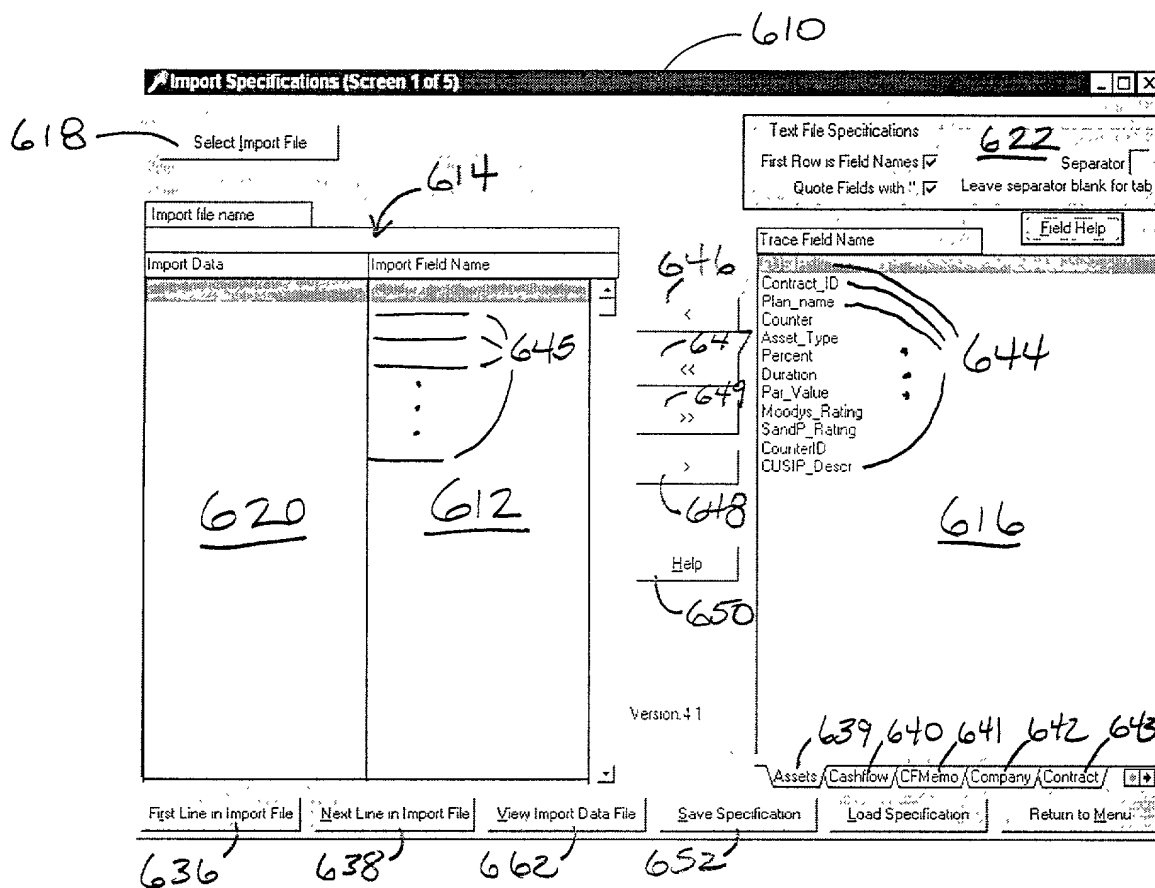 610
Import Specifications (Screen 1 of 5)
618
Select Import File
Text File Specifications
622
First Row is Field Names
Separator
Quote Fields with "
Leave separator blank for tab
614
Import file name
Field Help
Trace Field Name
Import Data
Import Field Name
646
Contract_ID
Plan_name
<
Counter
645
647
Asset_Type
Percent
644
<<
Duration
649
Par_Value
>>
Moodys_Rating
SandP_Rating
CounterID
>
CUSIP_Descr
620
612
648
616
Help
650
Version.4 1
639
640
641
642
643
Assets
Cashflow
CFMemo
Company
Contract
First Line in Import File
Next Line in Import File
View Import Data File
Save Specification
Load Specification
Return to Menu
636
638
662
652